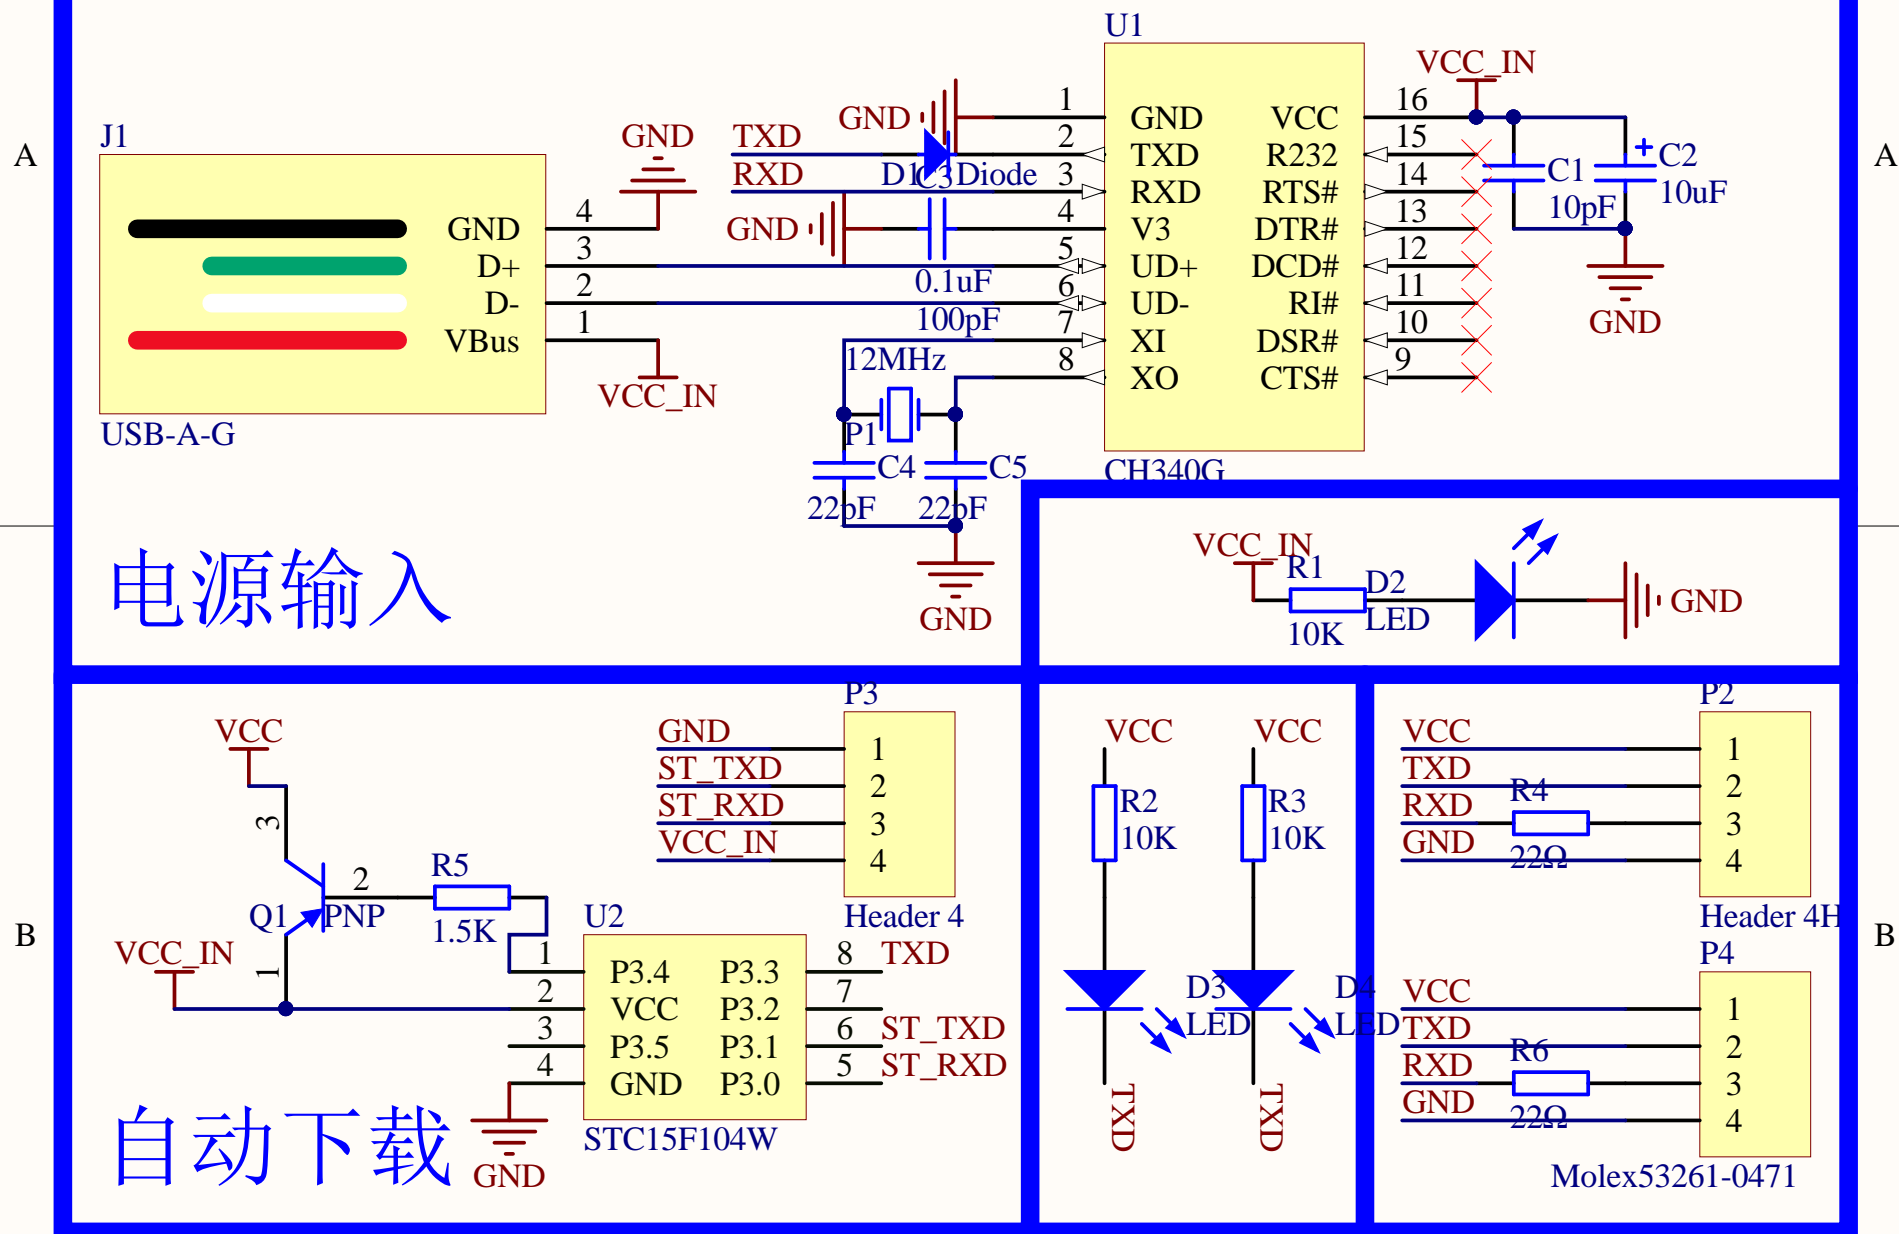 U1
VCC_IN
A
J1
GND
TXD
RXD
GND
D1
Diode
C3
GND
0.1uF
100pF
1
2
3
4
5
6
7
8
GND
TXD
RXD
V3
UD+
UD-
XI
XO
VCC
R232
RTS#
DTR#
DCD#
RI#
DSR#
CTS#
16
15
14
13
12
11
10
9
C1
10pF
C2
10uF
GND
A
GND
D+
D-
VBus
4
3
2
1
VCC_IN
USB-A-G
12MHz
P1
C4
22pF
C5
22pF
GND
CH340G
电源输入
VCC_IN
R1
10K
D2
LED
GND
VCC
3
2
1
Q1
PNP
R5
1.5K
VCC_IN
P3
GND
ST_TXD
ST_RXD
VCC_IN
1
2
3
4
Header 4
B
U2
1
2
3
4
P3.4
VCC
P3.5
GND
P3.3
P3.2
P3.1
P3.0
8
7
6
5
TXD
ST_TXD
ST_RXD
STC15F104W
GND
自动下载
VCC
R2
10K
D3
LED
TXD
VCC
R3
10K
D4
LED
TXD
P2
VCC
TXD
RXD
GND
R4
22Ω
1
2
3
4
Header 4H
B
P4
VCC
TXD
RXD
GND
R6
22Ω
1
2
3
4
Molex53261-0471